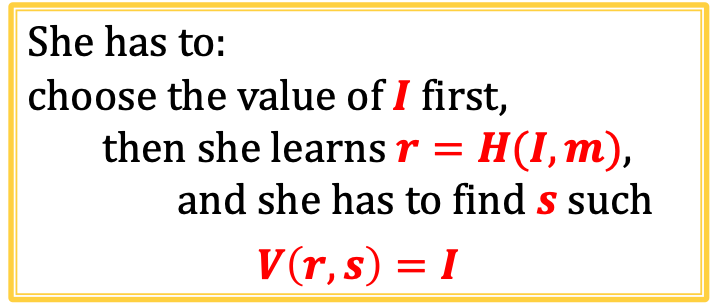 She has to:
choose the value of I first,
then she learns r = H(I, m),
and she has to find s such
V(r, s) = I